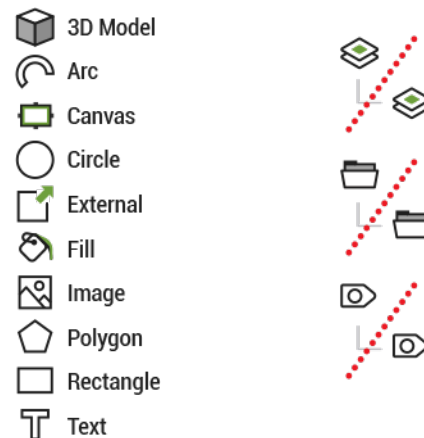 3D Model
Arc
Canvas
Circle
External
Fill
Image
Polygon
Rectangle
Text